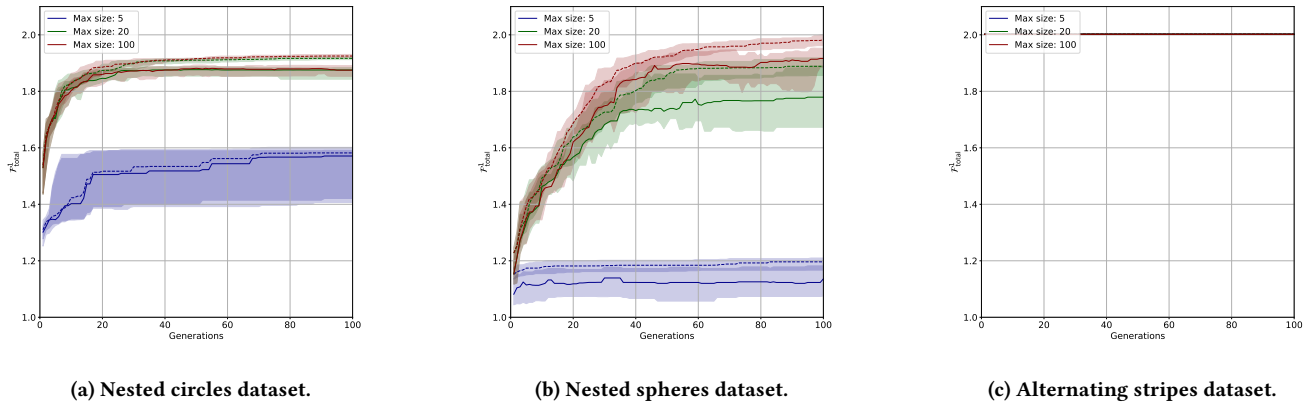 Max size: 5
Max size: 20
Max size: 100
2.0
1.8
1.6
1.4
1.2
1.0
𝓕¹total
0 20 40 60 80 100
Generations
(a) Nested circles dataset.
Max size: 5
Max size: 20
Max size: 100
2.0
1.8
1.6
1.4
1.2
1.0
𝓕¹total
0 20 40 60 80 100
Generations
(b) Nested spheres dataset.
Max size: 5
Max size: 20
Max size: 100
2.0
1.8
1.6
1.4
1.2
1.0
𝓕¹total
0 20 40 60 80 100
Generations
(c) Alternating stripes dataset.